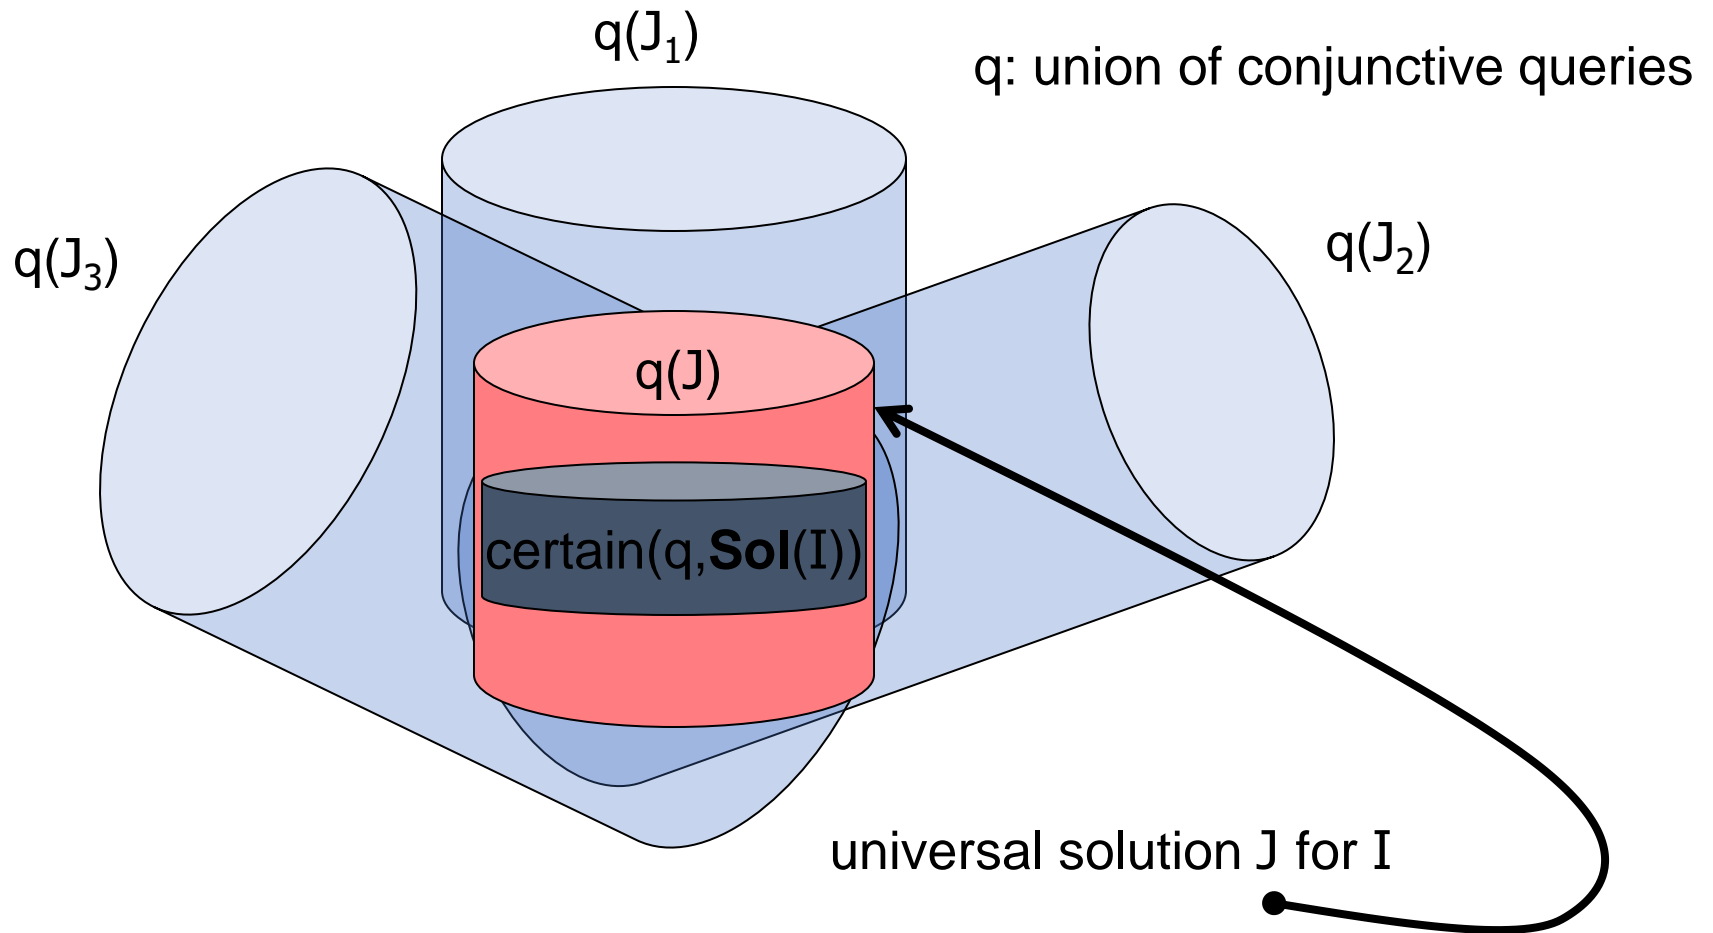 q(J₁)
q: union of conjunctive queries
q(J₃)
q(J₂)
q(J)
certain(q,Sol(I))
universal solution J for I